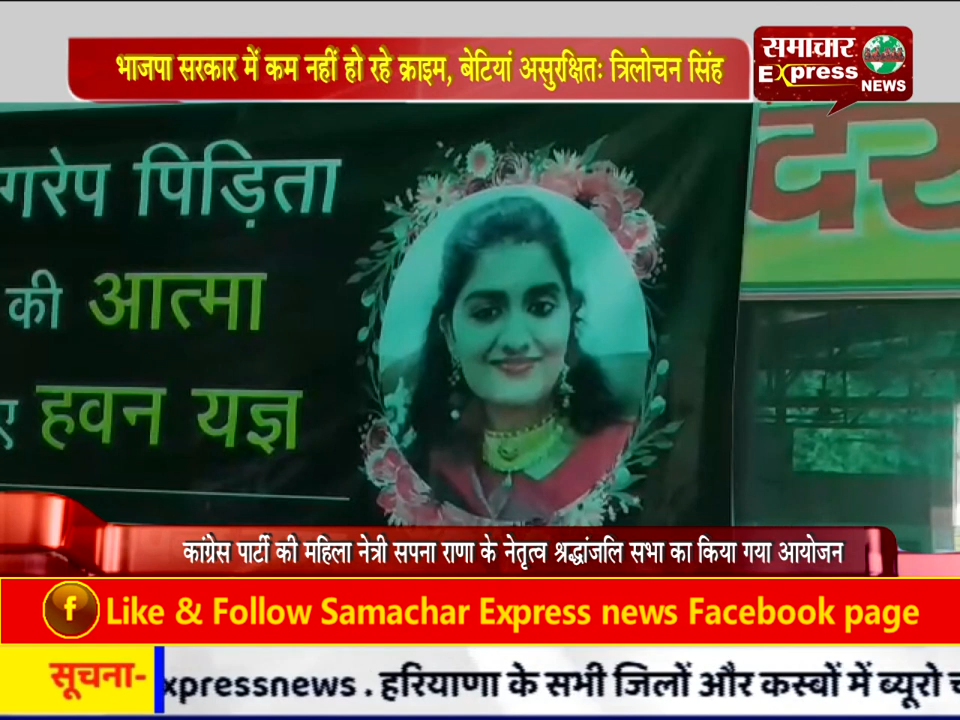 भाजपा सरकार में कम नहीं हो रहे क्राइम, बेटियां असुरक्षितः त्रिलोचन सिंह
समाचार
Express
NEWS
गरेप पिड़िता
की आत्मा
ए हवन यज्ञ
कांग्रेस पार्टी की महिला नेत्री सपना राणा के नेतृत्व श्रद्धांजलि सभा का किया गया आयोजन
f Like & Follow Samachar Express news Facebook page
सूचना- xpressnews . हरियाणा के सभी जिलों और कस्बों में ब्यूरो